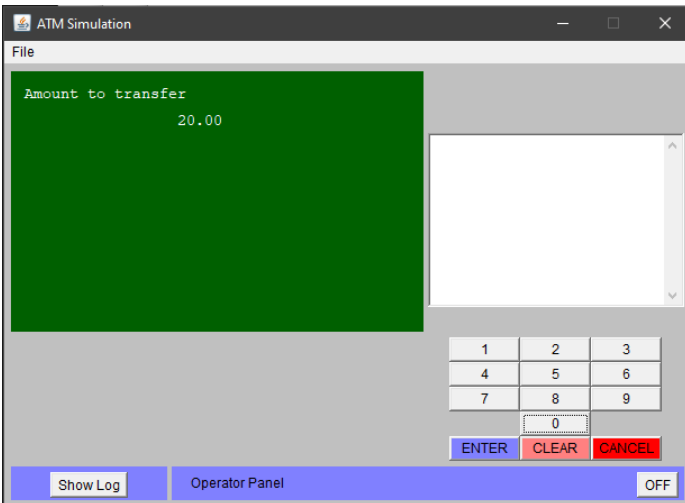 ATM Simulation
File
Amount to transfer
20.00
1 2 3
4 5 6
7 8 9
0
ENTER CLEAR CANCEL
Show Log Operator Panel OFF